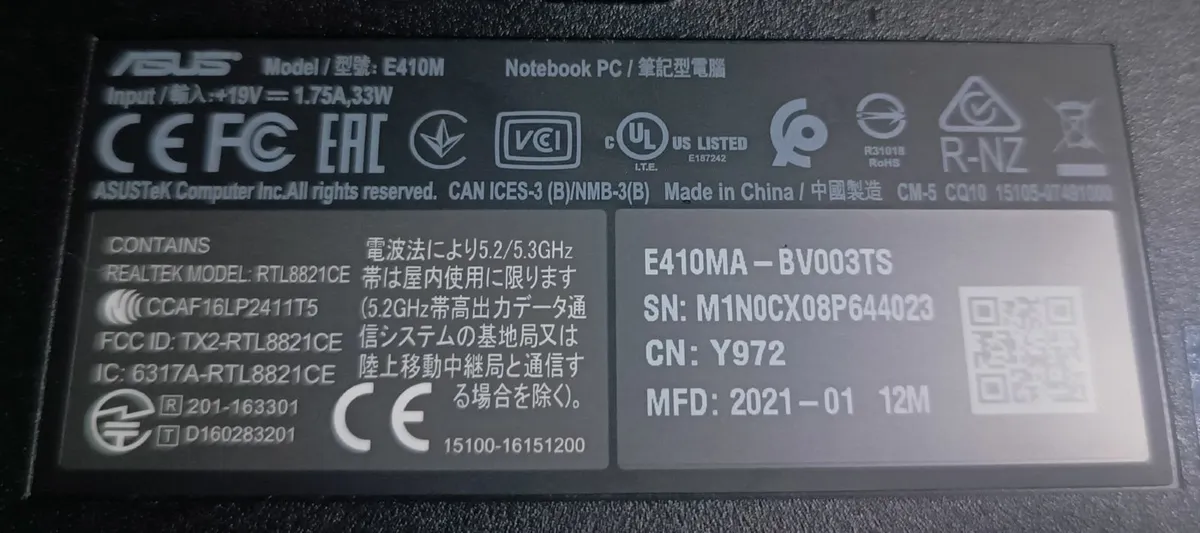 ASUS Model / 型號: E410M Notebook PC / 筆記型電腦
Input / 輸入: +19V ⎓ 1.75A,33W
CE FC EAC VCI c UL US LISTED
I.T.E. E187242
R31018
RoHS
R-NZ
ASUSTeK Computer Inc.All rights reserved. CAN ICES-3 (B)/NMB-3(B) Made in China / 中國製造 CM-5 CQ10
CONTAINS
REALTEK MODEL: RTL8821CE
CCAF16LP2411T5
FCC ID: TX2-RTL8821CE
IC: 6317A-RTL8821CE
R 201-163301
T D160283201
電波法により5.2/5.3GHz
帯は屋内使用に限ります
(5.2GHz帯高出力データ通
信システムの基地局又は
陸上移動中継局と通信す
る場合を除く)。
CE 15100-16151200
E410MA-BV003TS
SN: M1N0CX08P644023
CN: Y972
MFD: 2021-01 12M